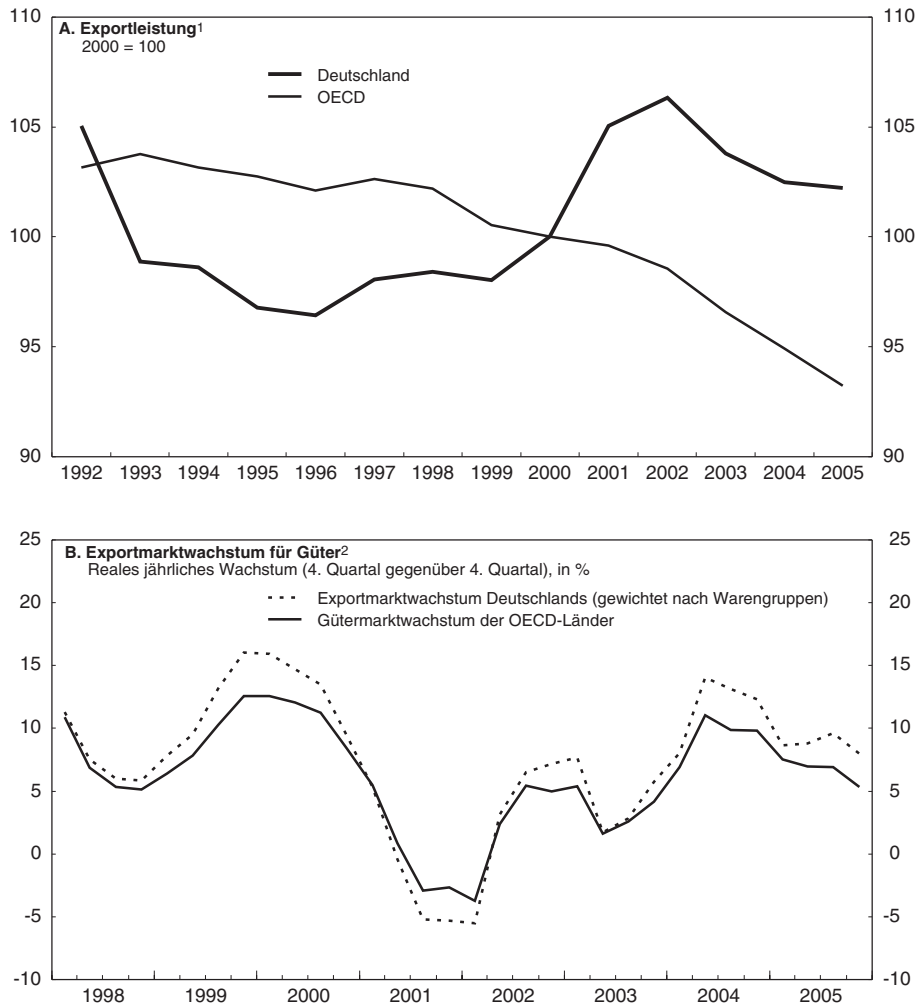 110 110
A. Exportleistung1
2000 = 100
Deutschland
OECD
105 105
100 100
95 95
90 90
1992 1993 1994 1995 1996 1997 1998 1999 2000 2001 2002 2003 2004 2005
25 25
B. Exportmarktwachstum für Güter2
Reales jährliches Wachstum (4. Quartal gegenüber 4. Quartal), in %
20 20
Exportmarktwachstum Deutschlands (gewichtet nach Warengruppen)
Gütermarktwachstum der OECD-Länder
15 15
10 10
5 5
0 0
-5 -5
-10 -10
1998 1999 2000 2001 2002 2003 2004 2005